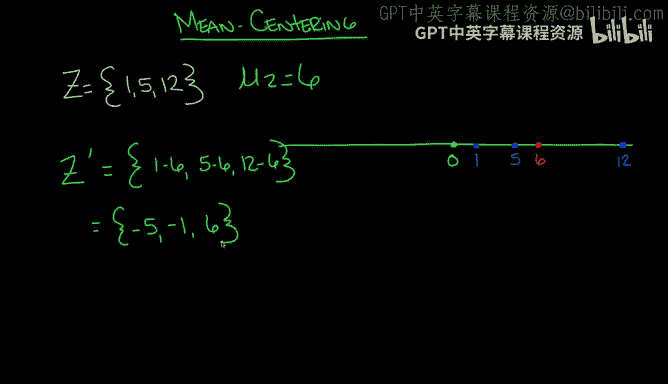 GPT中英字幕课程资源@bilibili.com
MEAN-CENTERING
GPT中英字幕课程资源 bilibili
Z={1,5,12} μz=6
Z' = {1-6, 5-6, 12-6}
0 1 5 6 12
= {-5, -1, 6}